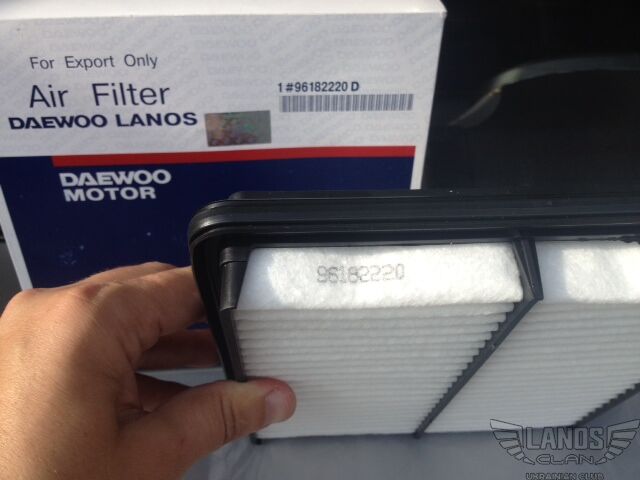 For Export Only
Air Filter
DAEWOO LANOS
1#96182220 D
DAEWOO
MOTOR
96182220
LANOS
CLAN
UKRAINIAN CLUB